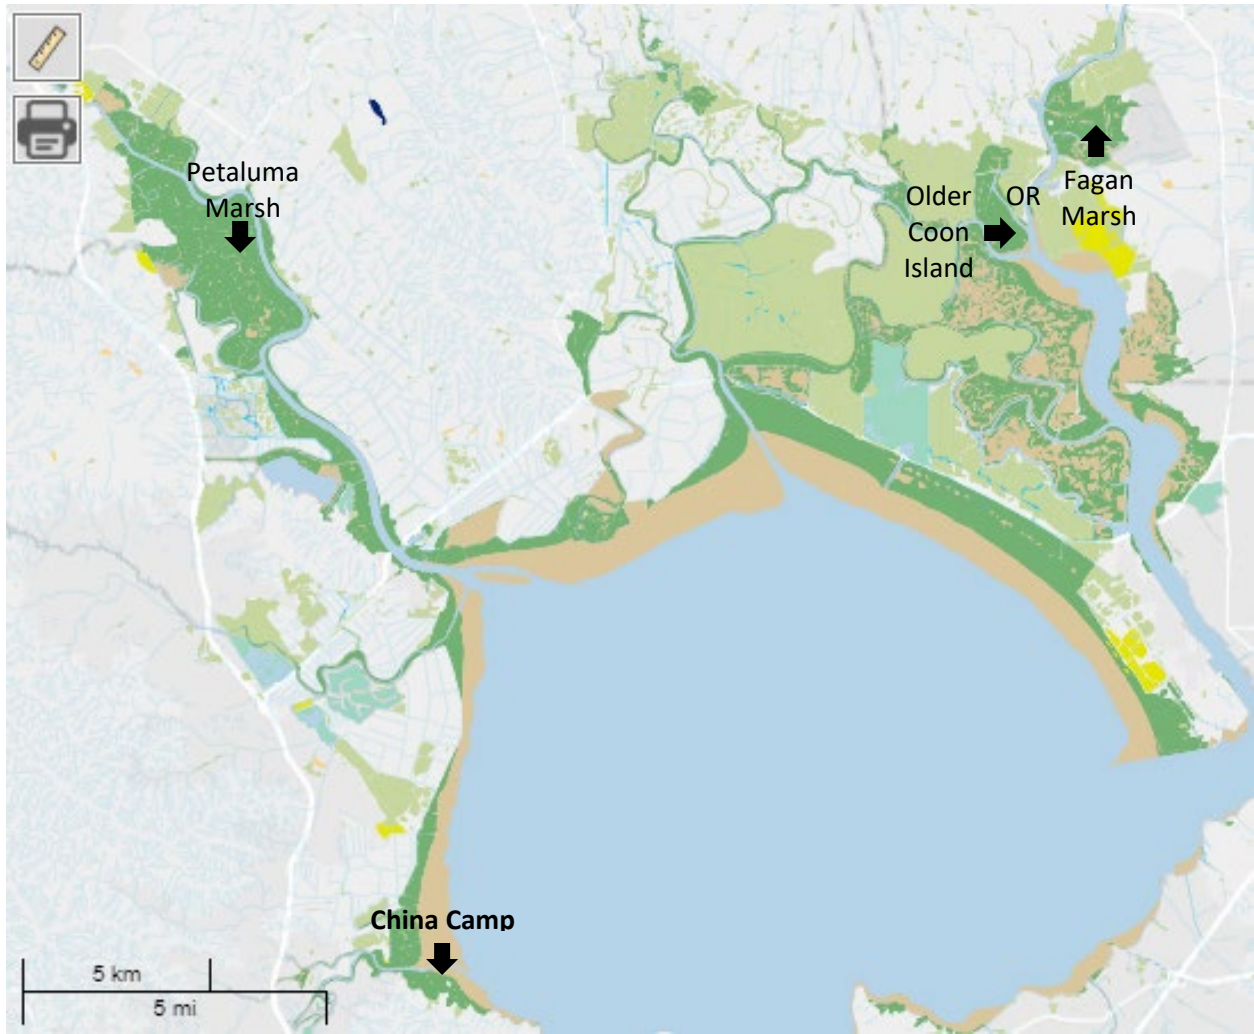 Petaluma
Marsh
Older
Coon
Island
OR
Fagan
Marsh
China Camp
5 km
5 mi